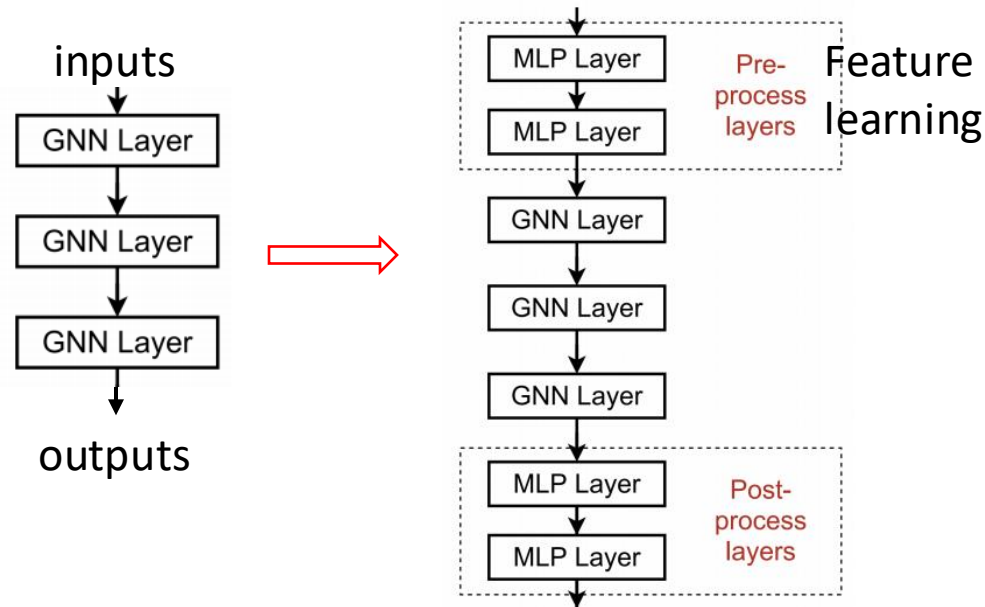 inputs
GNN Layer
GNN Layer
GNN Layer
outputs
MLP Layer
MLP Layer
Pre-
process
layers
Feature
learning
GNN Layer
GNN Layer
GNN Layer
MLP Layer
MLP Layer
Post-
process
layers